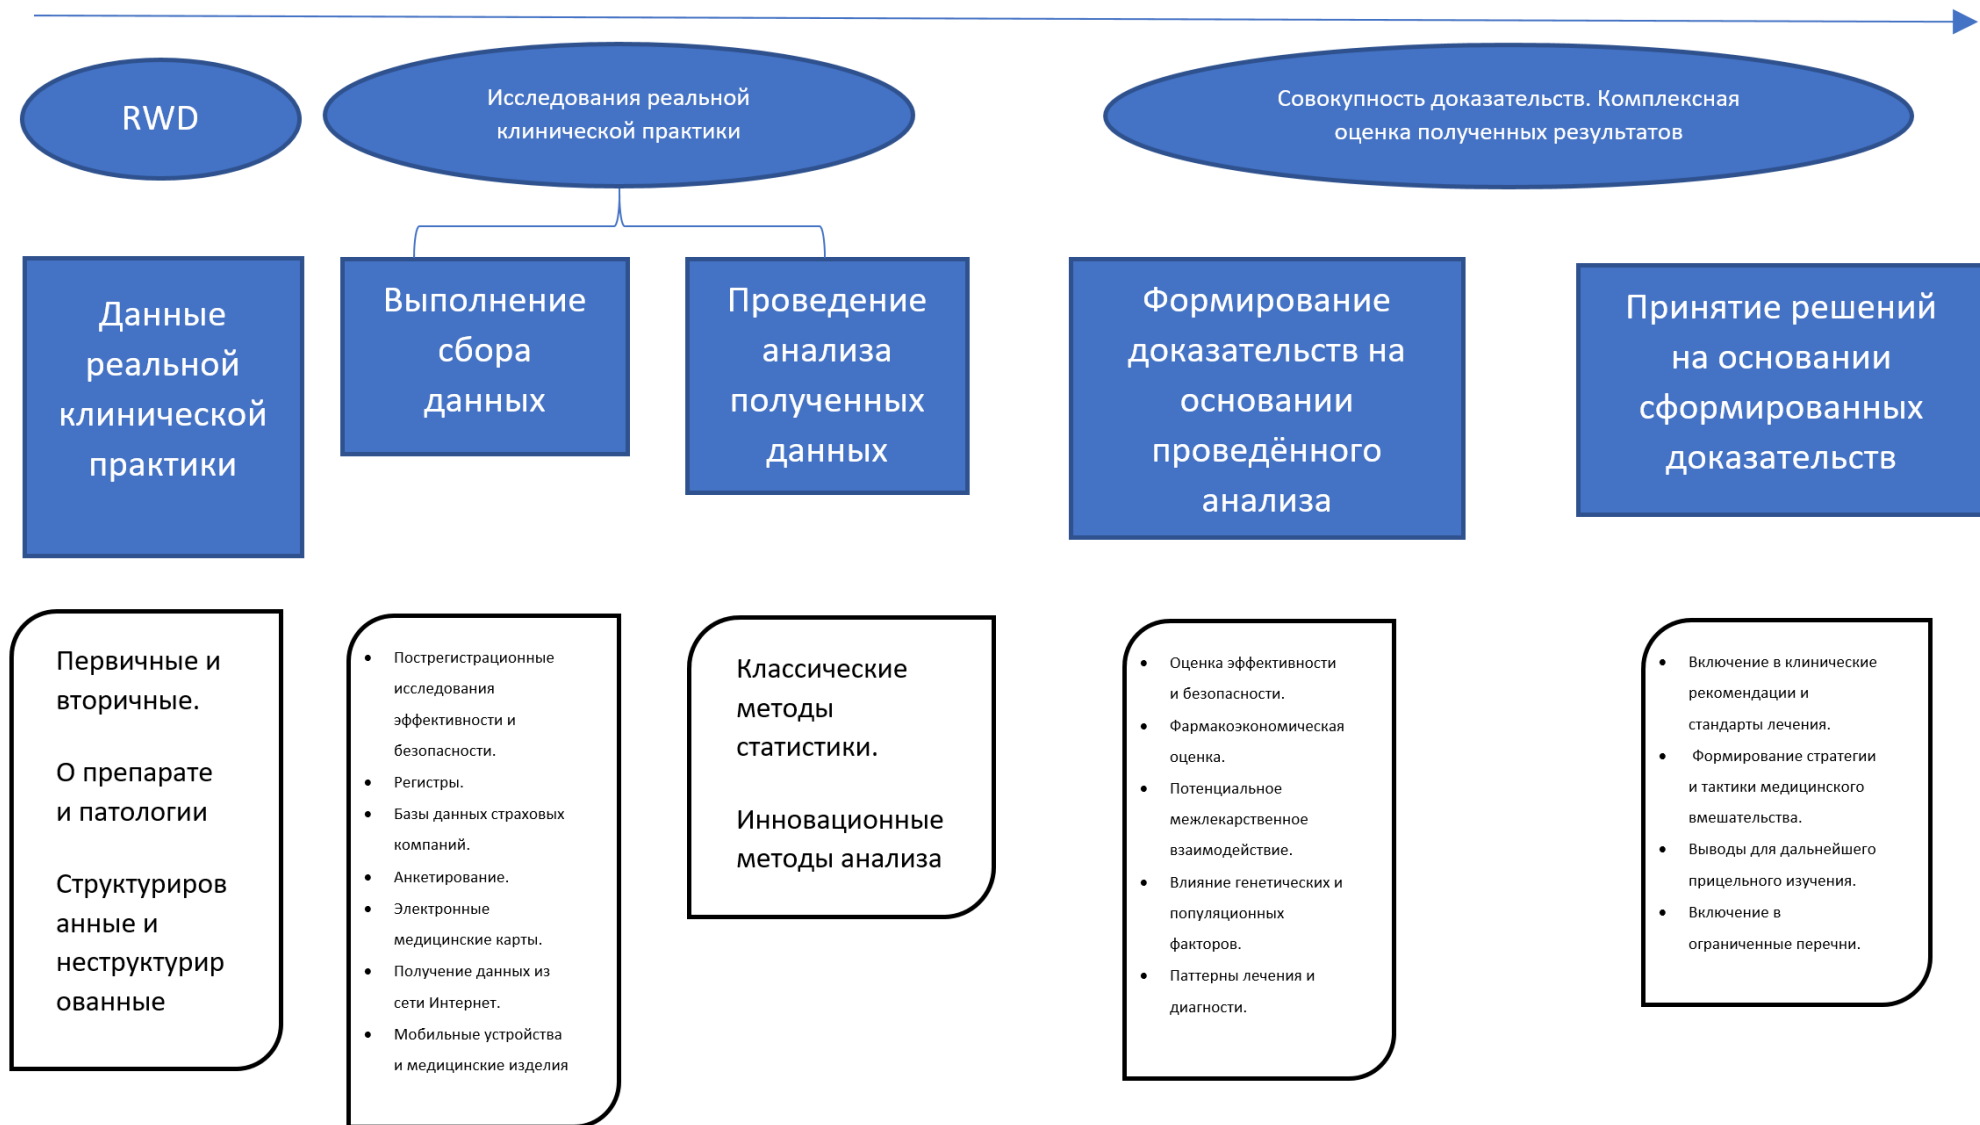 RWD
Исследования реальной
клинической практики
Совокупность доказательств. Комплексная
оценка полученных результатов
Данные
реальной
клинической
практики
Выполнение
сбора
данных
Проведение
анализа
полученных
данных
Формирование
доказательств на
основании
проведённого
анализа
Принятие решений
на основании
сформированных
доказательств
Первичные и
вторичные.
О препарате
и патологии
Структуриров
анные и
неструктурир
ованные
• Пострегистрационные
исследования
эффективности и
безопасности.
• Регистры.
• Базы данных страховых
компаний.
• Анкетирование.
• Электронные
медицинские карты.
• Получение данных из
сети Интернет.
• Мобильные устройства
и медицинские изделия
Классические
методы
статистики.
Инновационные
методы анализа
• Оценка эффективности
и безопасности.
• Фармакоэкономическая
оценка.
• Потенциальное
межлекарственное
взаимодействие.
• Влияние генетических и
популяционных
факторов.
• Паттерны лечения и
диагности.
• Включение в клинические
рекомендации и
стандарты лечения.
• Формирование стратегии
и тактики медицинского
вмешательства.
• Выводы для дальнейшего
прицельного изучения.
• Включение в
ограниченные перечни.